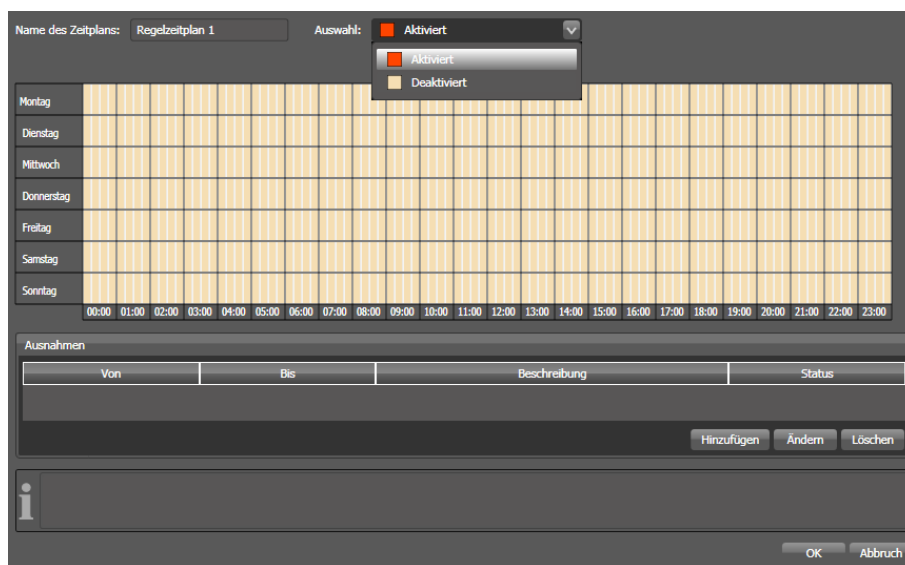 Name des Zeitplans: Regelzeitplan 1 Auswahl: Aktiviert
Aktiviert
Deaktiviert
Montag
Dienstag
Mittwoch
Donnerstag
Freitag
Samstag
Sonntag
00:00 01:00 02:00 03:00 04:00 05:00 06:00 07:00 08:00 09:00 10:00 11:00 12:00 13:00 14:00 15:00 16:00 17:00 18:00 19:00 20:00 21:00 22:00 23:00
Ausnahmen
Von Bis Beschreibung Status
Hinzufügen Ändern Löschen
OK Abbruch